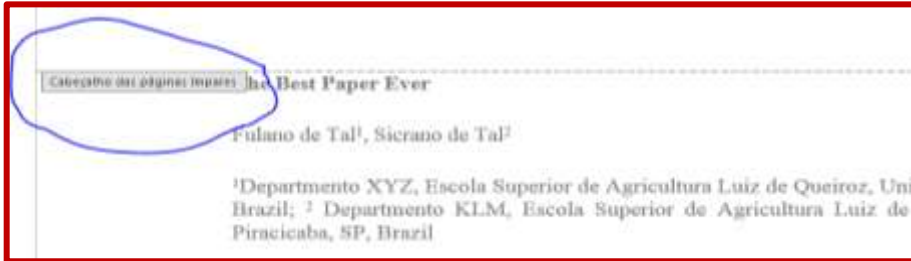 Cabeçalho das páginas ímpares he Best Paper Ever
Fulano de Tal¹, Sicrano de Tal²
¹Departmento XYZ, Escola Superior de Agricultura Luiz de Queiroz, Uni
Brazil; ² Departmento KLM, Escola Superior de Agricultura Luiz de
Piracicaba, SP, Brazil